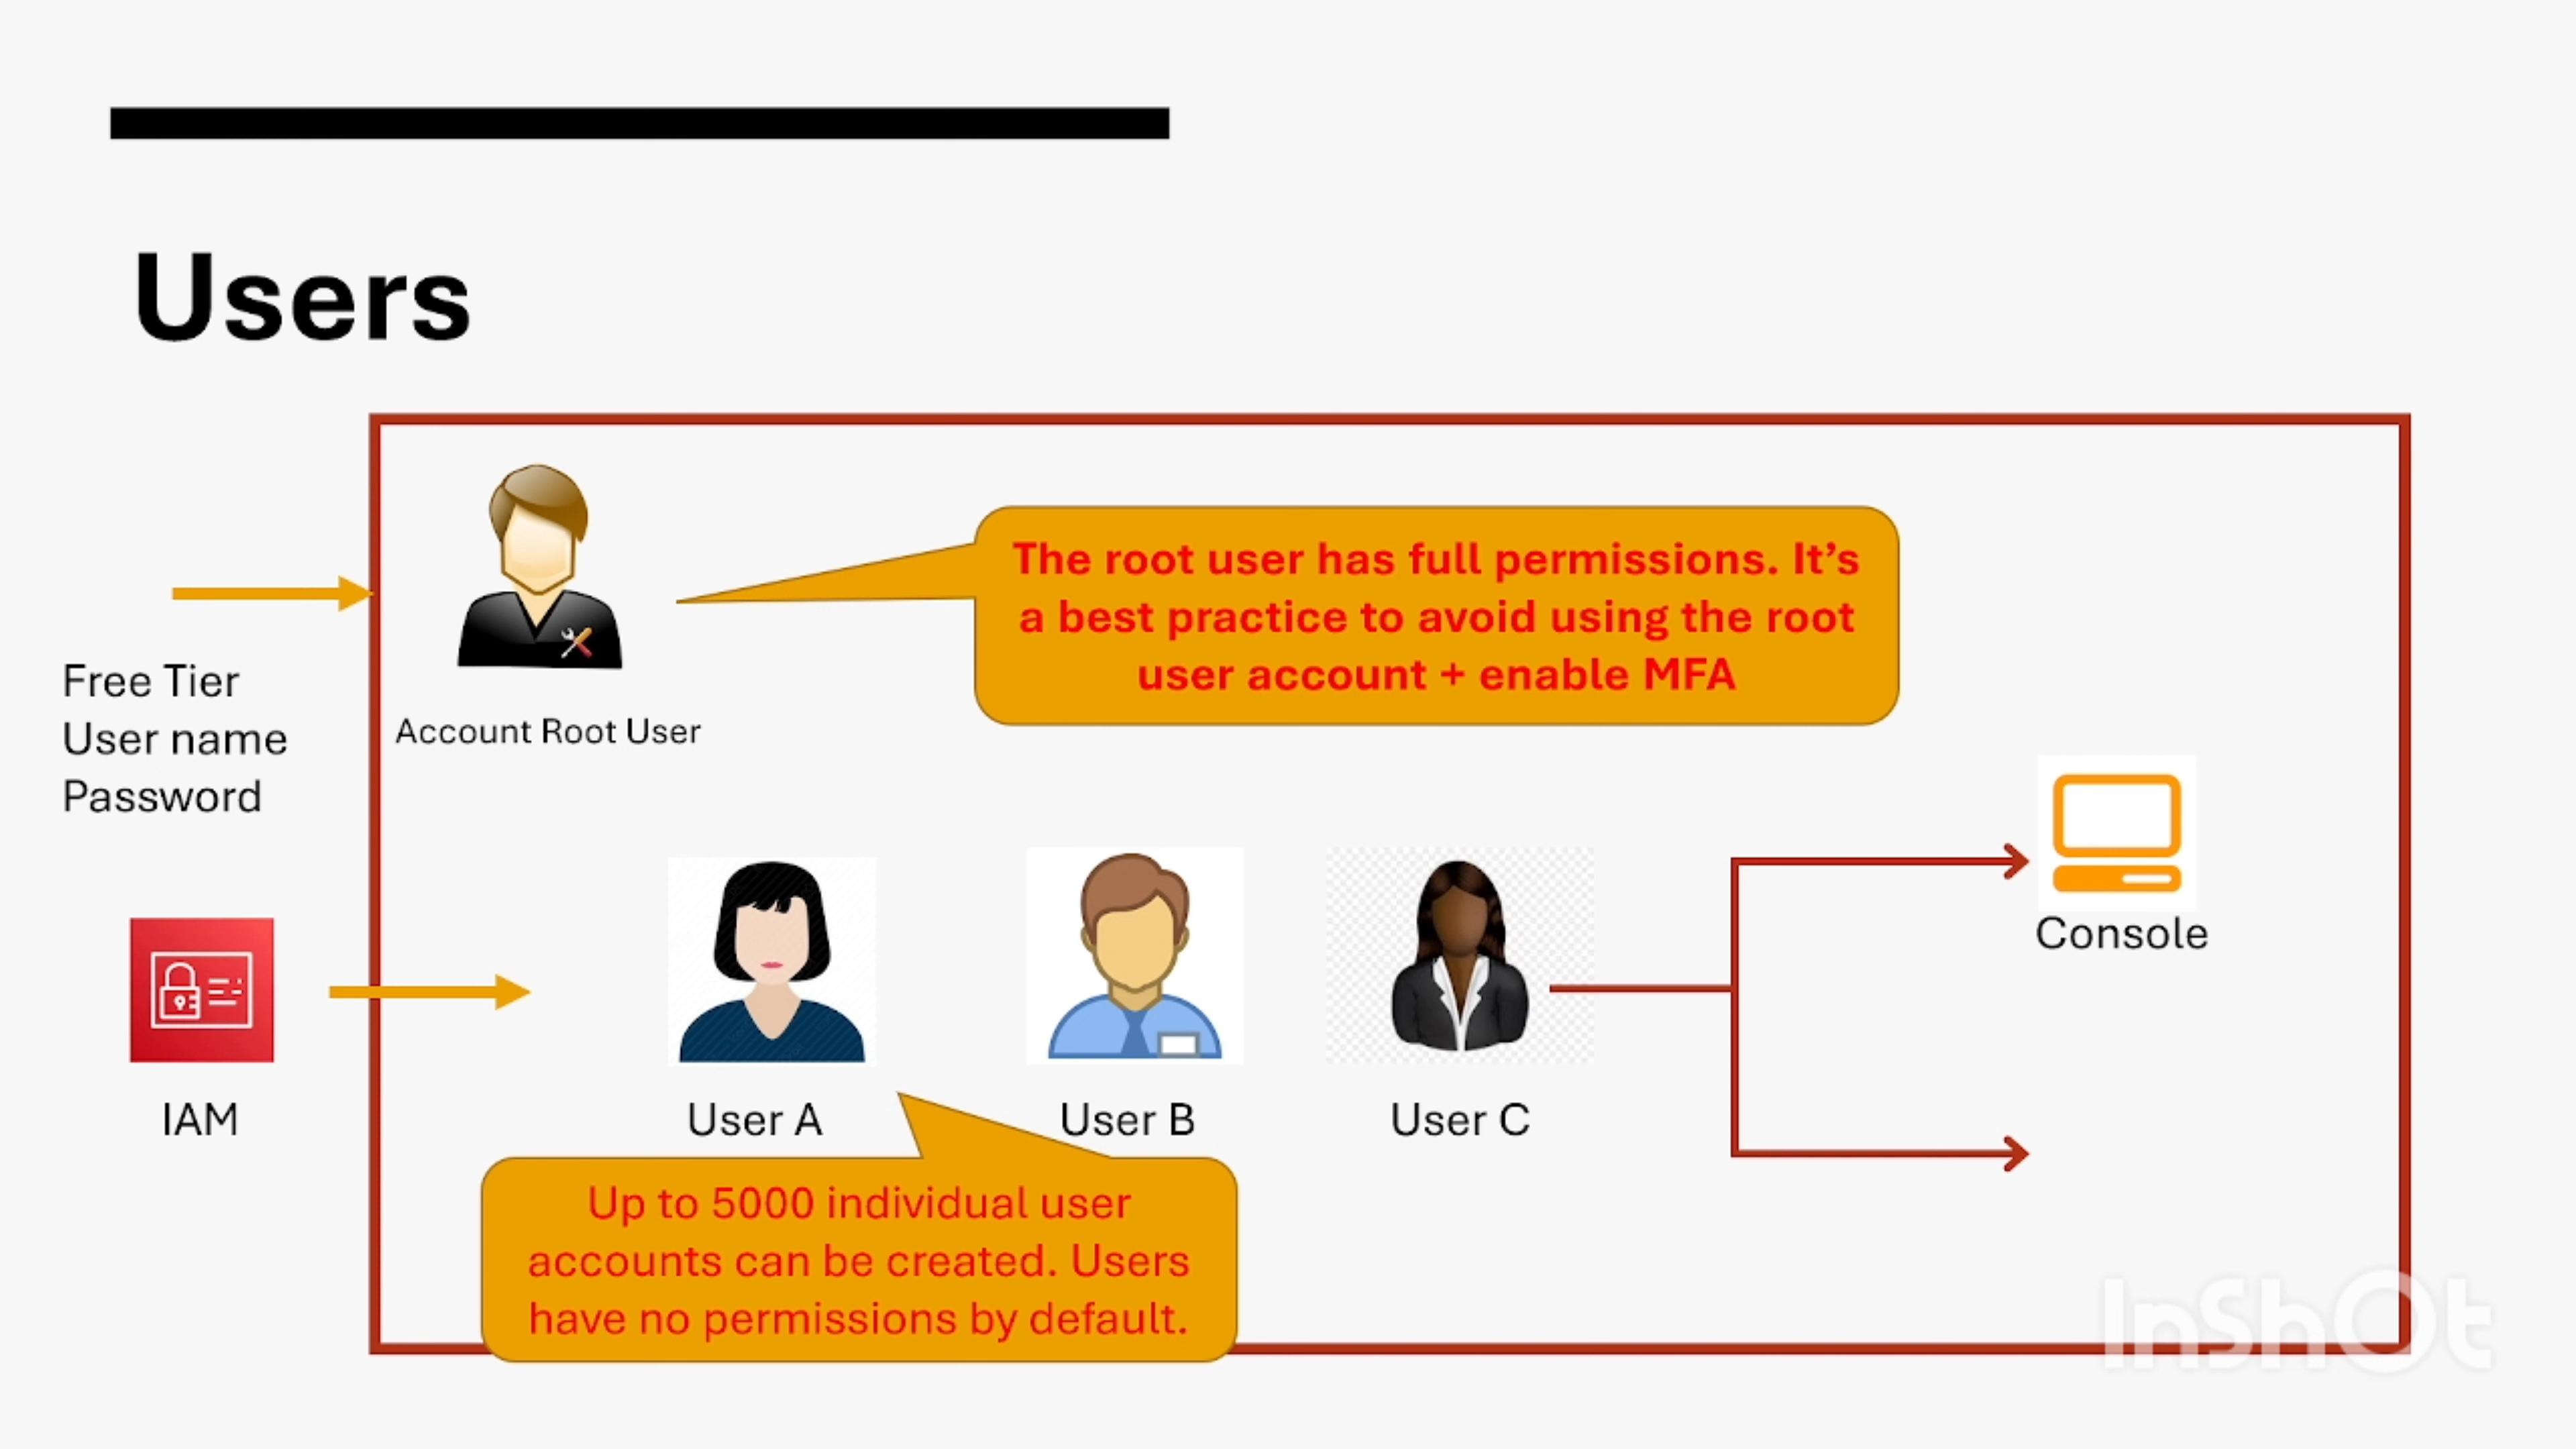 Users
The root user has full permissions. It’s
a best practice to avoid using the root
user account + enable MFA
Free Tier
User name
Password
Account Root User
Console
IAM
User A
User B
User C
Up to 5000 individual user
accounts can be created. Users
have no permissions by default.
InShOt